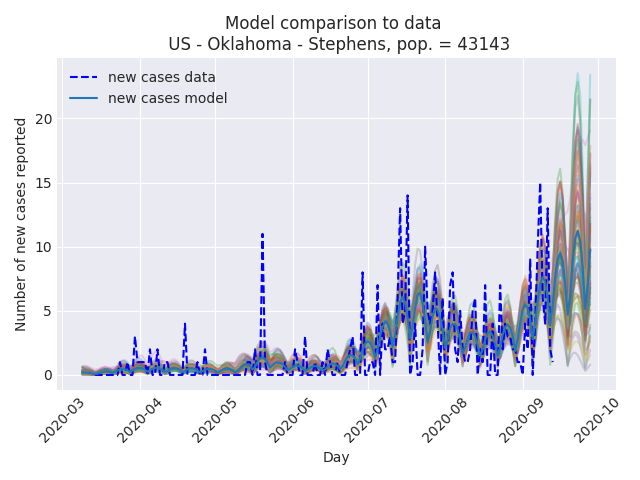 Model comparison to data
US - Oklahoma - Stephens, pop. = 43143
new cases data
new cases model
Number of new cases reported
20
15
10
5
0
2020-03
2020-04
2020-05
2020-06
2020-07
2020-08
2020-09
2020-10
Day